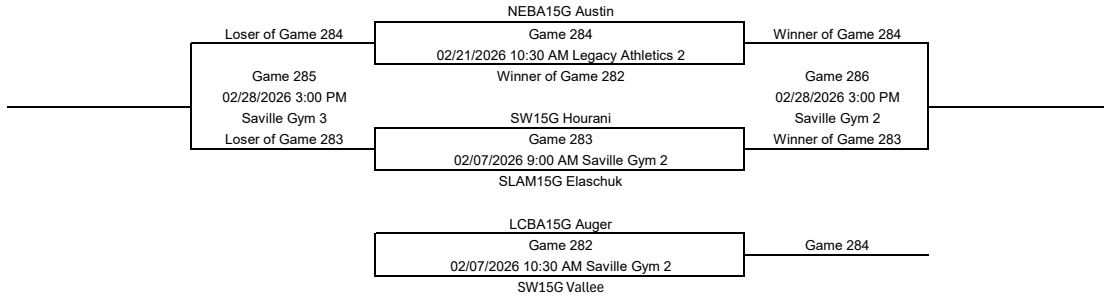 NEBA15G Austin
Loser of Game 284
Game 284
Winner of Game 284
02/21/2026 10:30 AM Legacy Athletics 2
Game 285
Winner of Game 282
Game 286
02/28/2026 3:00 PM
02/28/2026 3:00 PM
Saville Gym 3
SW15G Hourani
Saville Gym 2
Loser of Game 283
Game 283
Winner of Game 283
02/07/2026 9:00 AM Saville Gym 2
SLAM15G Elaschuk
LCBA15G Auger
Game 282
Game 284
02/07/2026 10:30 AM Saville Gym 2
SW15G Vallee